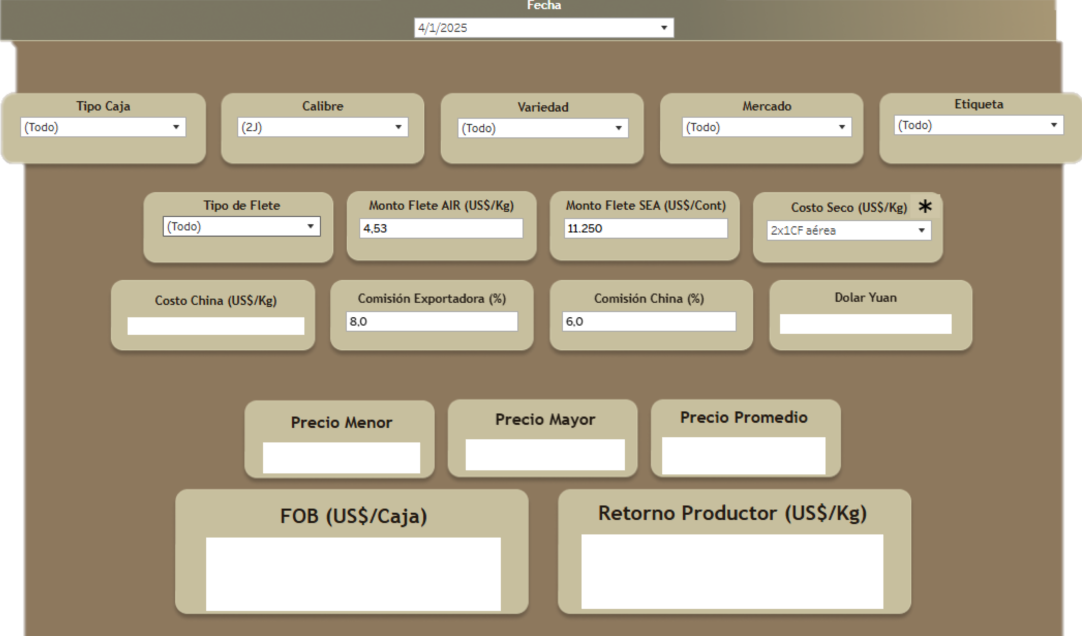 Fecha
4/1/2025
Tipo Caja
(Todo)
Calibre
(2J)
Variedad
(Todo)
Mercado
(Todo)
Etiqueta
(Todo)
Tipo de Flete
(Todo)
Monto Flete AIR (US$/Kg)
4,53
Monto Flete SEA (US$/Cont)
11.250
Costo Seco (US$/Kg) *
2x1CF aérea
Costo China (US$/Kg)
Comisión Exportadora (%)
8,0
Comisión China (%)
6,0
Dolar Yuan
Precio Menor
Precio Mayor
Precio Promedio
FOB (US$/Caja)
Retorno Productor (US$/Kg)